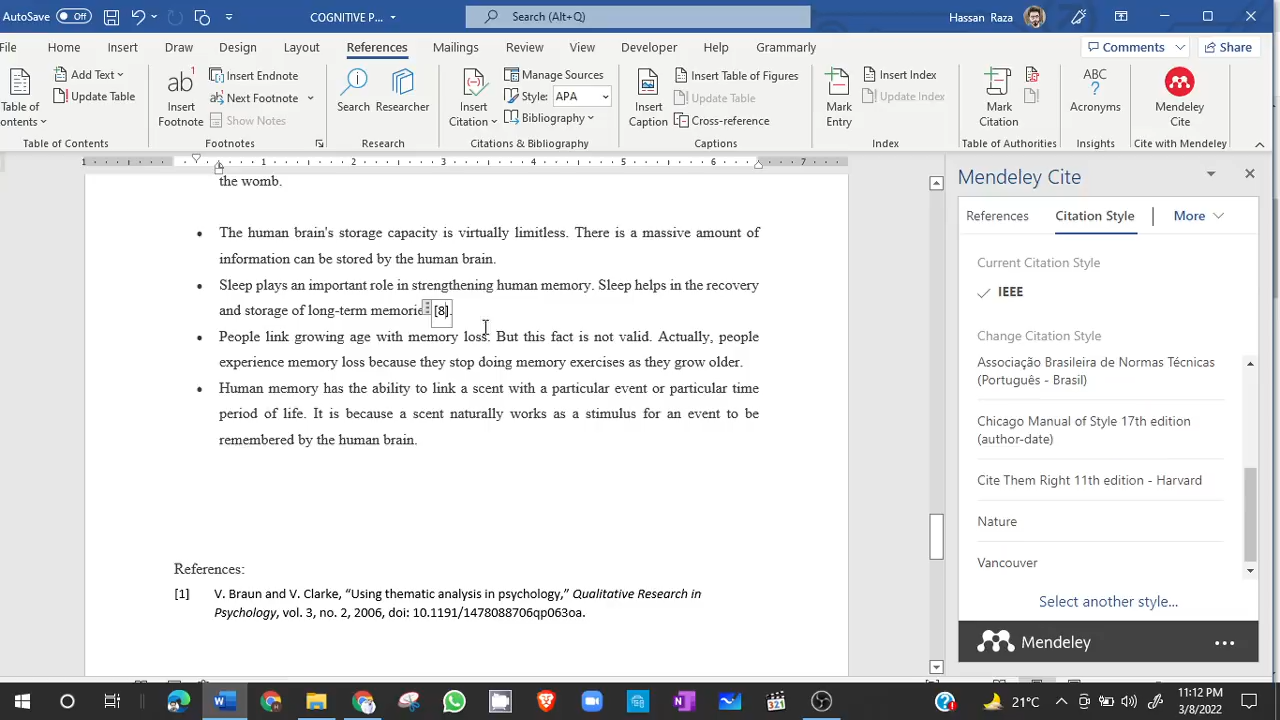 AutoSave Off COGNITIVE P... Search (Alt+Q) Hassan Raza
File Home Insert Draw Design Layout References Mailings Review View Developer Help Grammarly Comments Share
Add Text Insert Endnote Manage Sources Insert Table of Figures Insert Index
Update Table Next Footnote Style: APA Update Table Update Index
Table of Contents Insert Footnote Show Notes Search Researcher Insert Citation Bibliography Insert Caption Cross-reference Mark Entry Mark Citation Acronyms Mendeley Cite
Table of Contents Footnotes Research Citations & Bibliography Captions Index Table of Authorities Insights Cite with Mendeley
1 1 2 3 4 5 6 7
the womb.
• The human brain's storage capacity is virtually limitless. There is a massive amount of
information can be stored by the human brain.
• Sleep plays an important role in strengthening human memory. Sleep helps in the recovery
and storage of long-term memorie [8].
• People link growing age with memory loss. But this fact is not valid. Actually, people
experience memory loss because they stop doing memory exercises as they grow older.
• Human memory has the ability to link a scent with a particular event or particular time
period of life. It is because a scent naturally works as a stimulus for an event to be
remembered by the human brain.
References:
[1] V. Braun and V. Clarke, “Using thematic analysis in psychology,” Qualitative Research in
Psychology, vol. 3, no. 2, 2006, doi: 10.1191/1478088706qp063oa.
Mendeley Cite
References Citation Style More
Current Citation Style
IEEE
Change Citation Style
Associação Brasileira de Normas Técnicas
(Português - Brasil)
Chicago Manual of Style 17th edition
(author-date)
Cite Them Right 11th edition - Harvard
Nature
Vancouver
Select another style...
Mendeley
21°C 11:12 PM
3/8/2022